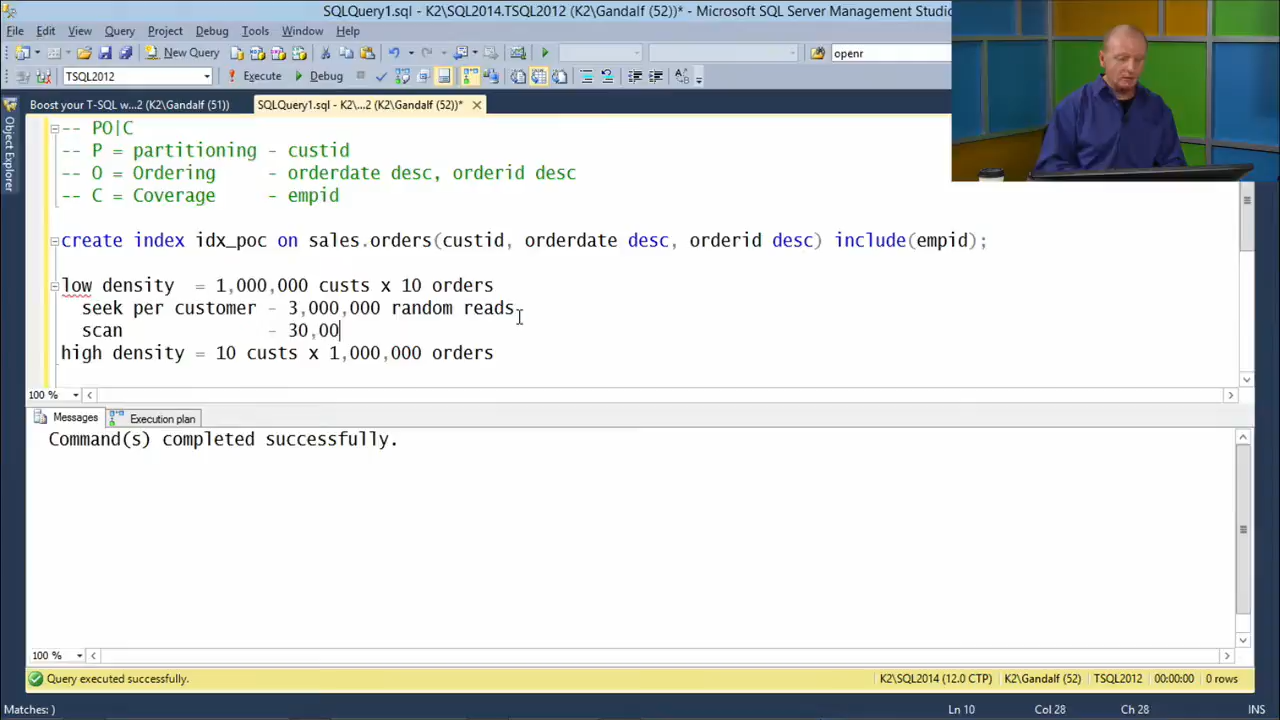 SQLQuery1.sql - K2\SQL2014.TSQL2012 (K2\Gandalf (52))* - Microsoft SQL Server Management Studio
File Edit View Query Project Debug Tools Window Help
New Query openr
TSQL2012 Execute Debug
Boost your T-SQL w...2 (K2\Gandalf (51)) SQLQuery1.sql - K2\...2 (K2\Gandalf (52))*
Object Explorer
-- PO|C
-- P = partitioning - custid
-- O = Ordering - orderdate desc, orderid desc
-- C = Coverage - empid
create index idx_poc on sales.orders(custid, orderdate desc, orderid desc) include(empid);
low density = 1,000,000 custs x 10 orders
seek per customer - 3,000,000 random reads
scan - 30,00
high density = 10 custs x 1,000,000 orders
100 %
Messages Execution plan
Command(s) completed successfully.
100 %
Query executed successfully. K2\SQL2014 (12.0 CTP) K2\Gandalf (52) TSQL2012 00:00:00 0 rows
Matches: ) Ln 10 Col 28 Ch 28 INS